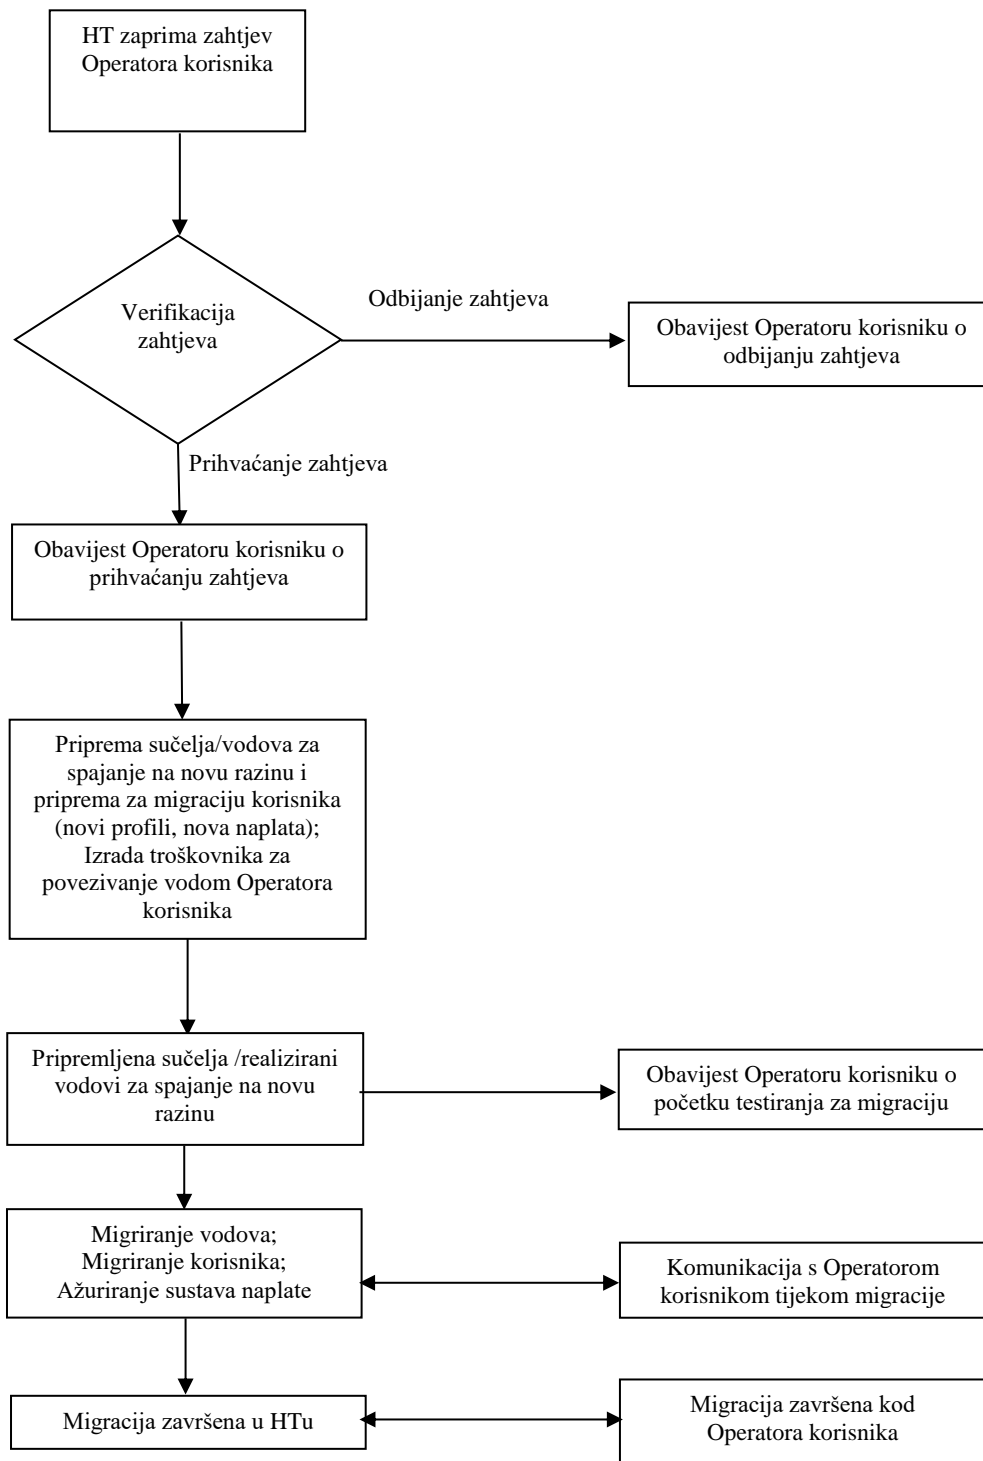 HT zaprima zahtjev
Operatora korisnika
Verifikacija
zahtjeva
Odbijanje zahtjeva
Obavijest Operatoru korisniku o
odbijanju zahtjeva
Prihvaćanje zahtjeva
Obavijest Operatoru korisniku o
prihvaćanju zahtjeva
Priprema sučelja/vodova za
spajanje na novu razinu i
priprema za migraciju korisnika
(novi profili, nova naplata);
Izrada troškovnika za
povezivanje vodom Operatora
korisnika
Pripremljena sučelja /realizirani
vodovi za spajanje na novu
razinu
Obavijest Operatoru korisniku o
početku testiranja za migraciju
Migriranje vodova;
Migriranje korisnika;
Ažuriranje sustava naplate
Komunikacija s Operatorom
korisnikom tijekom migracije
Migracija završena u HTu
Migracija završena kod
Operatora korisnika